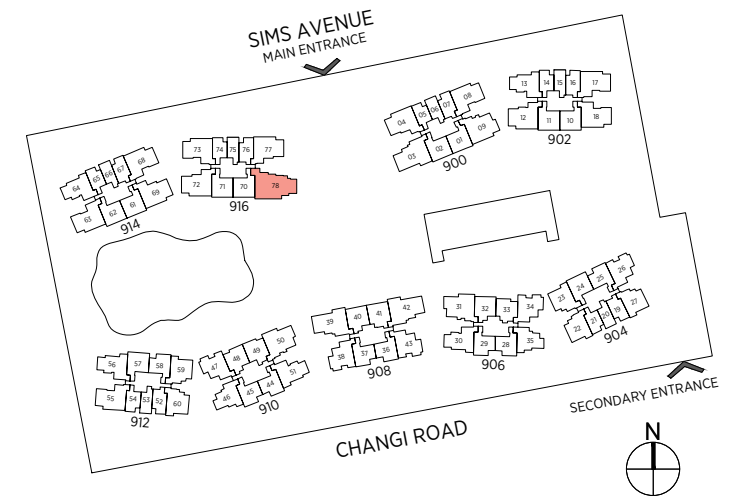 SIMS AVENUE
MAIN ENTRANCE
04 05 06 07 08
03 02 01 09
900
13 14 15 16 17
12 11 10 18
902
64 65 66 67 68
63 62 61 69
914
73 74 75 76 77
72 71 70 78
916
23 24 25 26
22 21 20 19 27
904
31 32 33 34
30 29 28 35
906
39 40 41 42
38 37 36 43
908
47 48 49 50
46 45 44 51
910
56 57 58 59
55 54 53 52 60
912
SECONDARY ENTRANCE
CHANGI ROAD
N